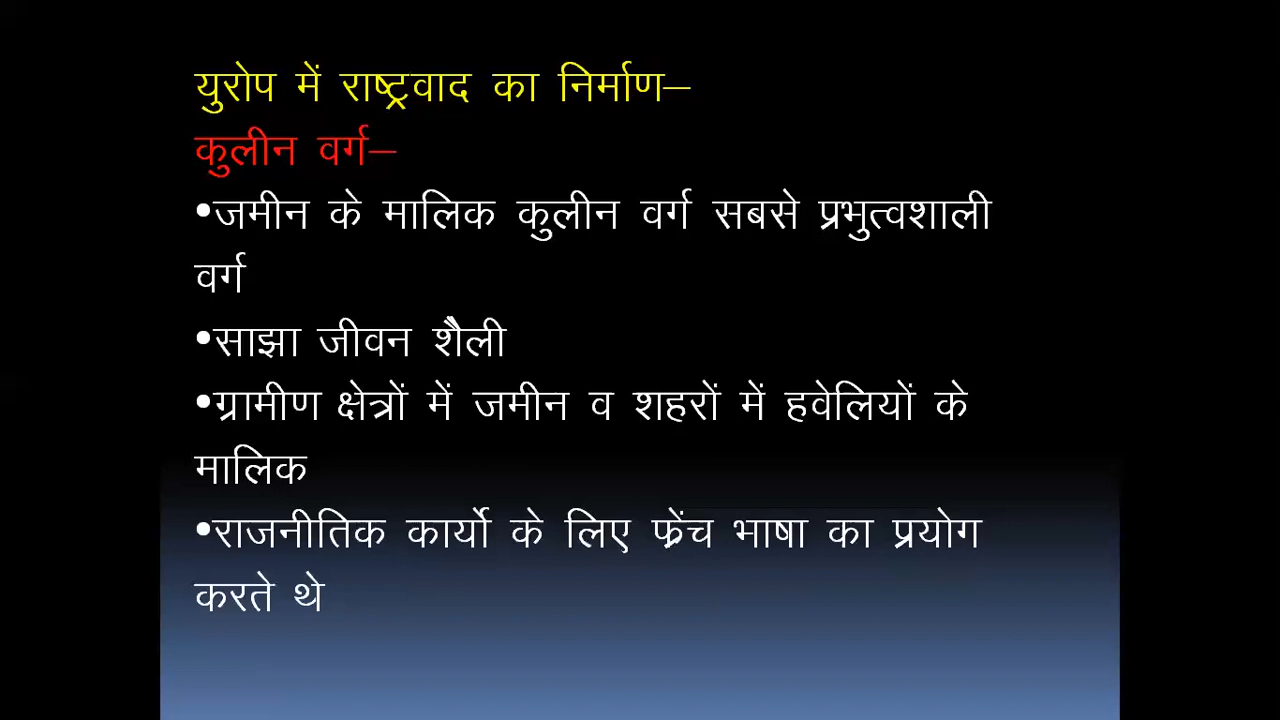 युरोप में राष्ट्रवाद का निर्माण–
कुलीन वर्ग–
•जमीन के मालिक कुलीन वर्ग सबसे प्रभुत्वशाली
वर्ग
•साझा जीवन शैली
•ग्रामीण क्षेत्रों में जमीन व शहरों में हवेलियों के
मालिक
•राजनीतिक कार्यो के लिए फ्रेंच भाषा का प्रयोग
करते थे